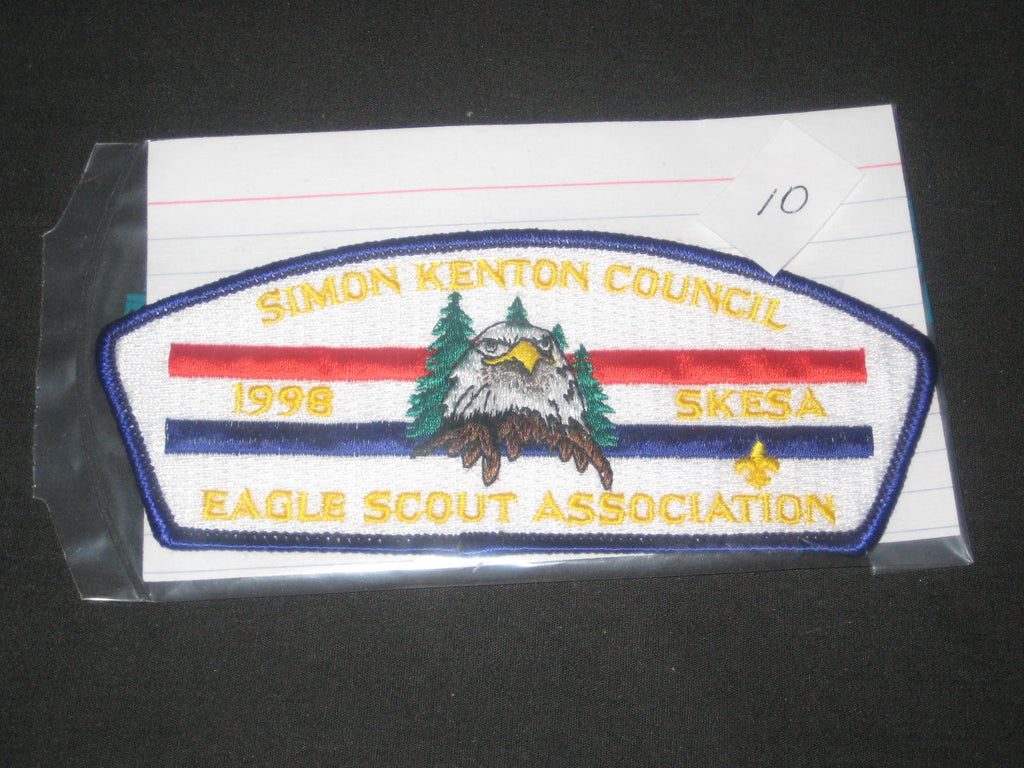 10
SIMON KENTON COUNCIL
1998 SKESA
EAGLE SCOUT ASSOCIATION